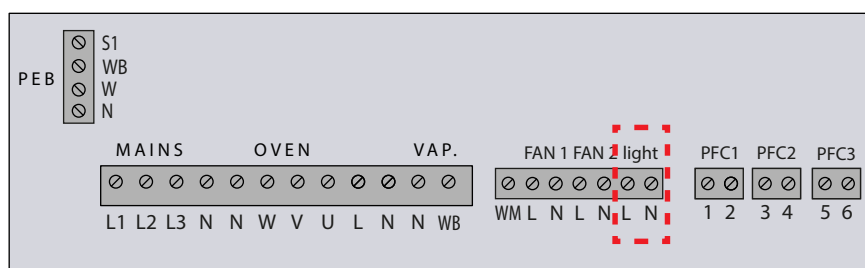 S1
WB
PEB
W
N
MAINS OVEN VAP.
FAN 1 FAN 2 light
PFC1 PFC2 PFC3
L1 L2 L3 N N W V U L N N WB
WM L N L N L N
1 2 3 4 5 6